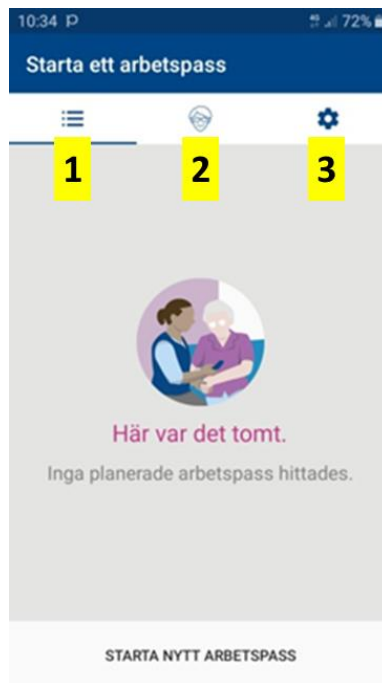 10:34 P
72%
Starta ett arbetspass
1 2 3
Här var det tomt.
Inga planerade arbetspass hittades.
STARTA NYTT ARBETSPASS